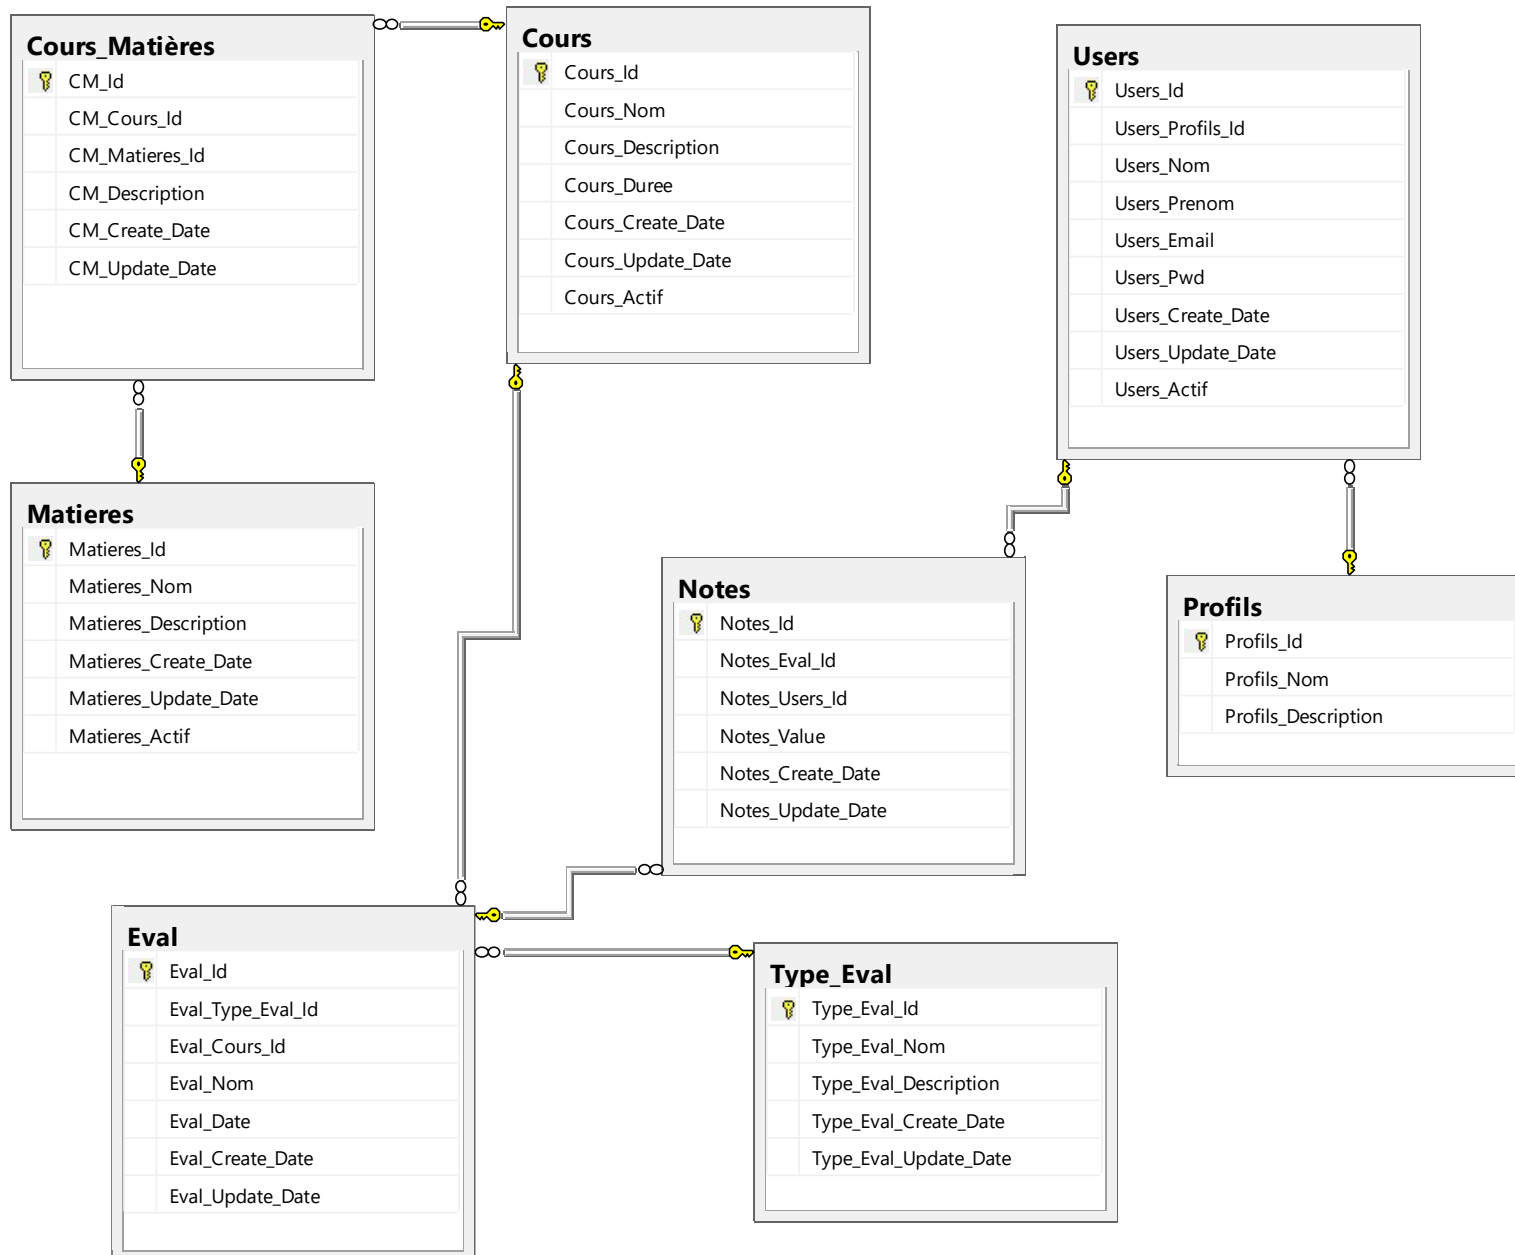 Cours_Matières
CM_Id
CM_Cours_Id
CM_Matieres_Id
CM_Description
CM_Create_Date
CM_Update_Date
Cours
Cours_Id
Cours_Nom
Cours_Description
Cours_Duree
Cours_Create_Date
Cours_Update_Date
Cours_Actif
Users
Users_Id
Users_Profils_Id
Users_Nom
Users_Prenom
Users_Email
Users_Pwd
Users_Create_Date
Users_Update_Date
Users_Actif
Matieres
Matieres_Id
Matieres_Nom
Matieres_Description
Matieres_Create_Date
Matieres_Update_Date
Matieres_Actif
Notes
Notes_Id
Notes_Eval_Id
Notes_Users_Id
Notes_Value
Notes_Create_Date
Notes_Update_Date
Profils
Profils_Id
Profils_Nom
Profils_Description
Eval
Eval_Id
Eval_Type_Eval_Id
Eval_Cours_Id
Eval_Nom
Eval_Date
Eval_Create_Date
Eval_Update_Date
Type_Eval
Type_Eval_Id
Type_Eval_Nom
Type_Eval_Description
Type_Eval_Create_Date
Type_Eval_Update_Date